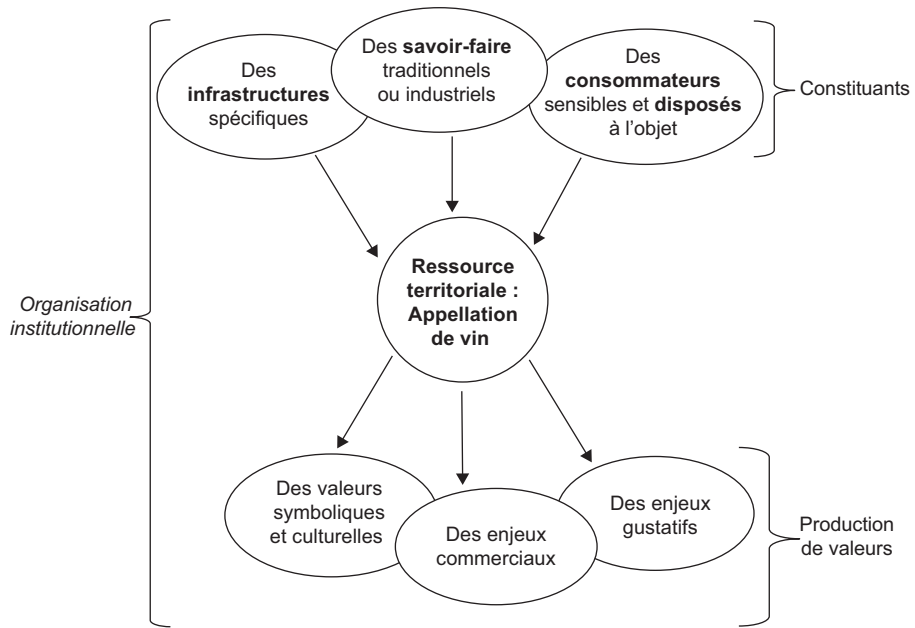 Des
infrastructures
spécifiques
Des savoir-faire
traditionnels
ou industriels
Des
consommateurs
sensibles et disposés
à l'objet
Constituants
Ressource
territoriale :
Appellation
de vin
Organisation
institutionnelle
Des valeurs
symboliques
et culturelles
Des enjeux
commerciaux
Des enjeux
gustatifs
Production
de valeurs